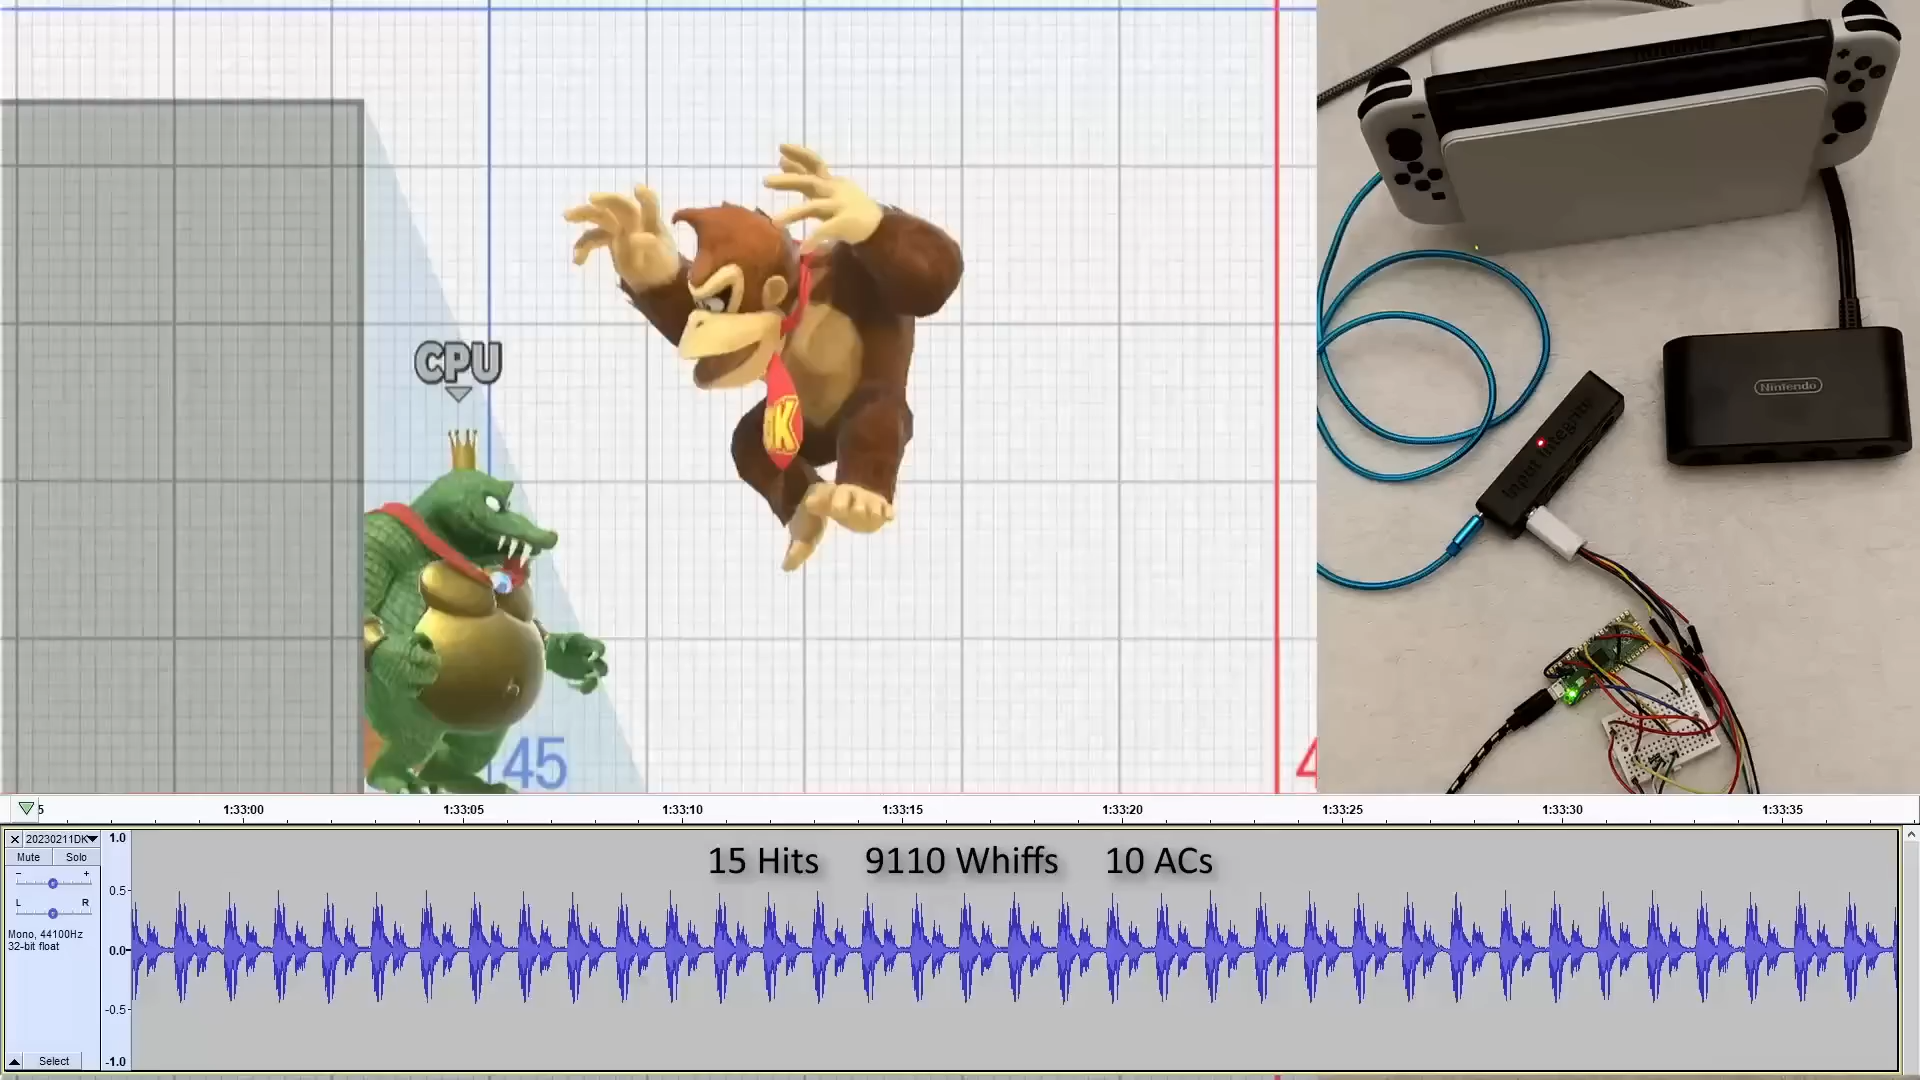 CPU
K
45
4
Nintendo
Input Integrity
5
1:33:00
1:33:05
1:33:10
1:33:15
1:33:20
1:33:25
1:33:30
1:33:35
20230211DK
Mute Solo
- +
L R
Mono, 44100Hz
32-bit float
Select
1.0
0.5
0.0
-0.5
-1.0
15 Hits 9110 Whiffs 10 ACs